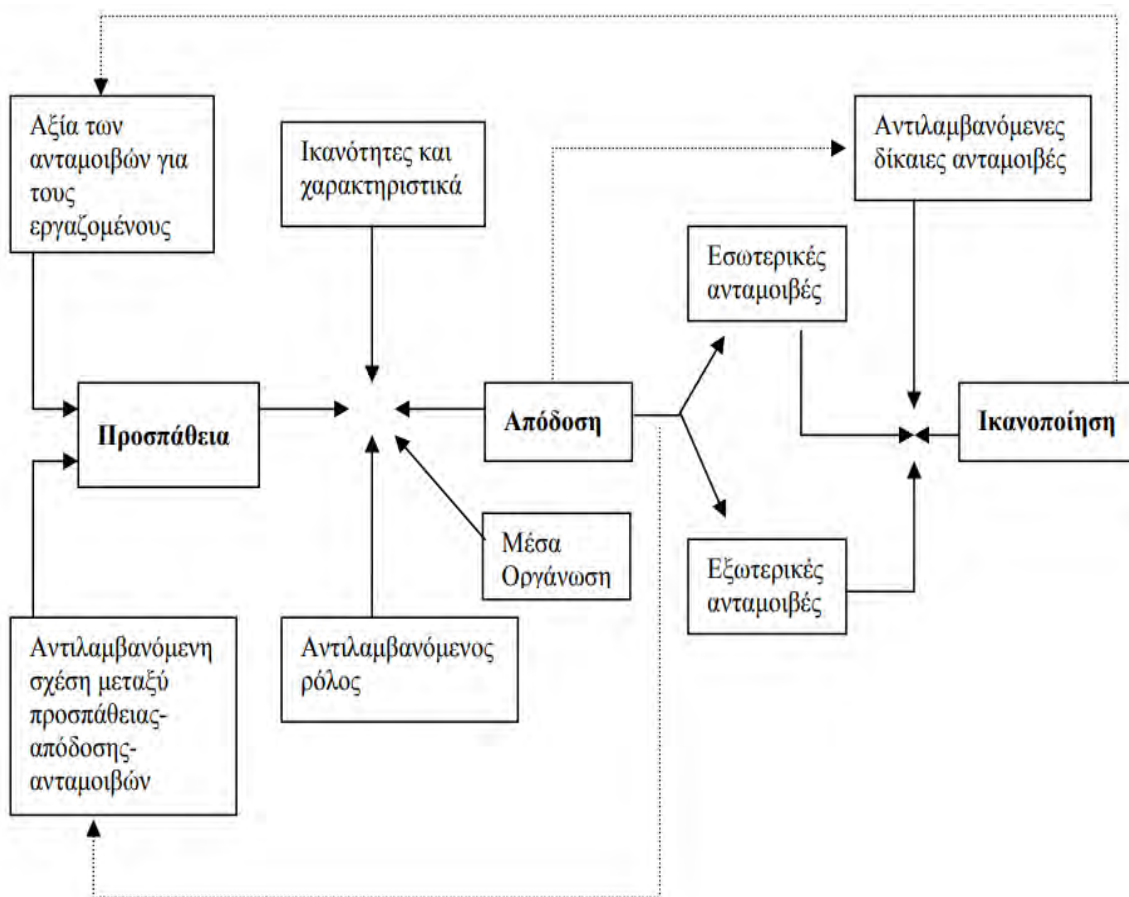 Αξία των
ανταμοιβών για
τους
εργαζομένους
Ικανότητες και
χαρακτηριστικά
Αντιλαμβανόμενες
δίκαιες ανταμοιβές
Εσωτερικές
ανταμοιβές
Προσπάθεια
Απόδοση
Ικανοποίηση
Μέσα
Οργάνωση
Εξωτερικές
ανταμοιβές
Αντιλαμβανόμενη
σχέση μεταξύ
προσπάθειας-
απόδοσης-
ανταμοιβών
Αντιλαμβανόμενος
ρόλος